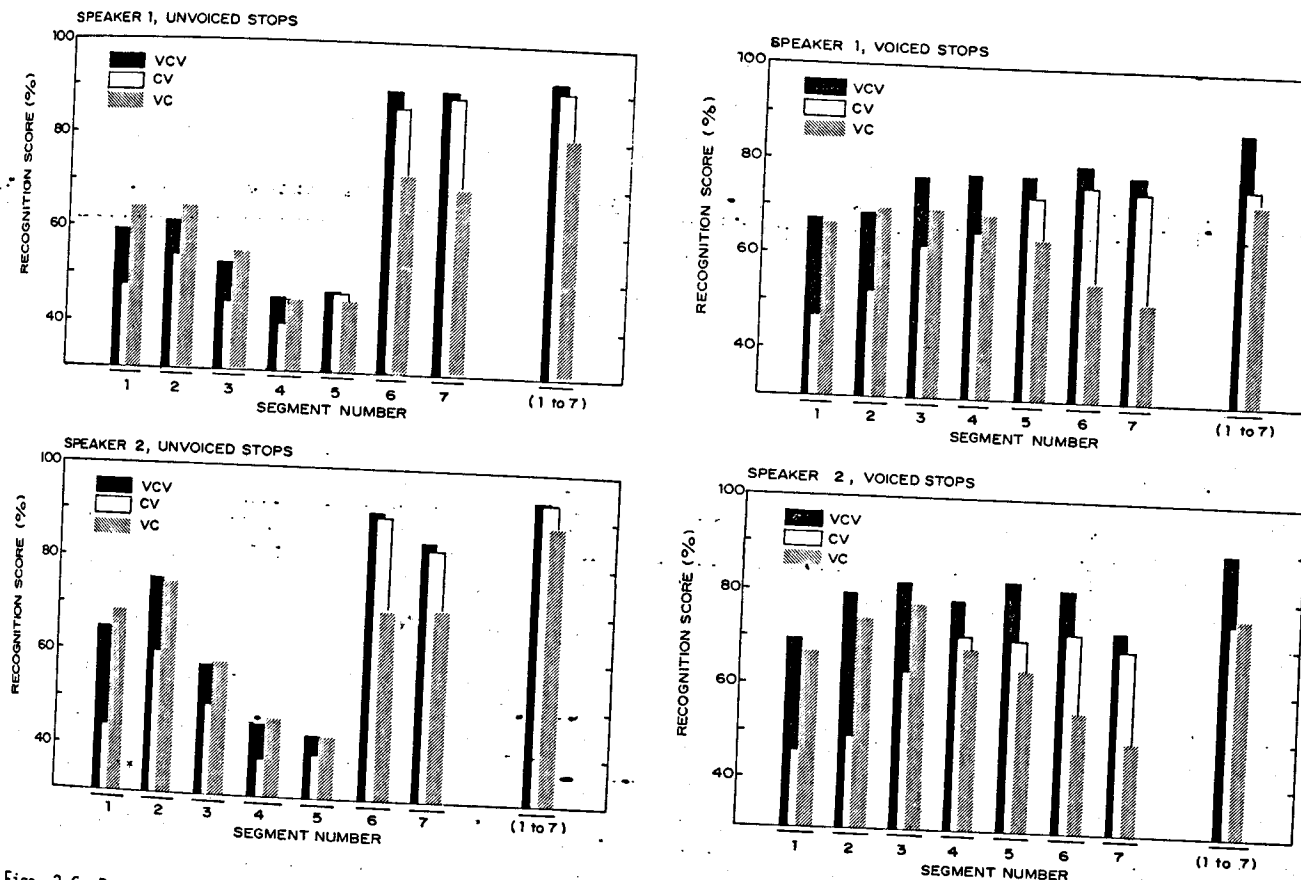 SPEAKER 1, UNVOICED STOPS
100
80
60
40
RECOGNITION SCORE (%)
VCV
CV
VC
1 2 3 4 5 6 7 (1 to 7)
SEGMENT NUMBER
SPEAKER 1, VOICED STOPS
100
80
60
40
RECOGNITION SCORE (%)
VCV
CV
VC
1 2 3 4 5 6 7 (1 to 7)
SEGMENT NUMBER
SPEAKER 2, UNVOICED STOPS
100
80
60
40
RECOGNITION SCORE (%)
VCV
CV
VC
1 2 3 4 5 6 7 (1 to 7)
SEGMENT NUMBER
SPEAKER 2, VOICED STOPS
100
80
60
40
RECOGNITION SCORE (%)
VCV
CV
VC
1 2 3 4 5 6 7 (1 to 7)
SEGMENT NUMBER